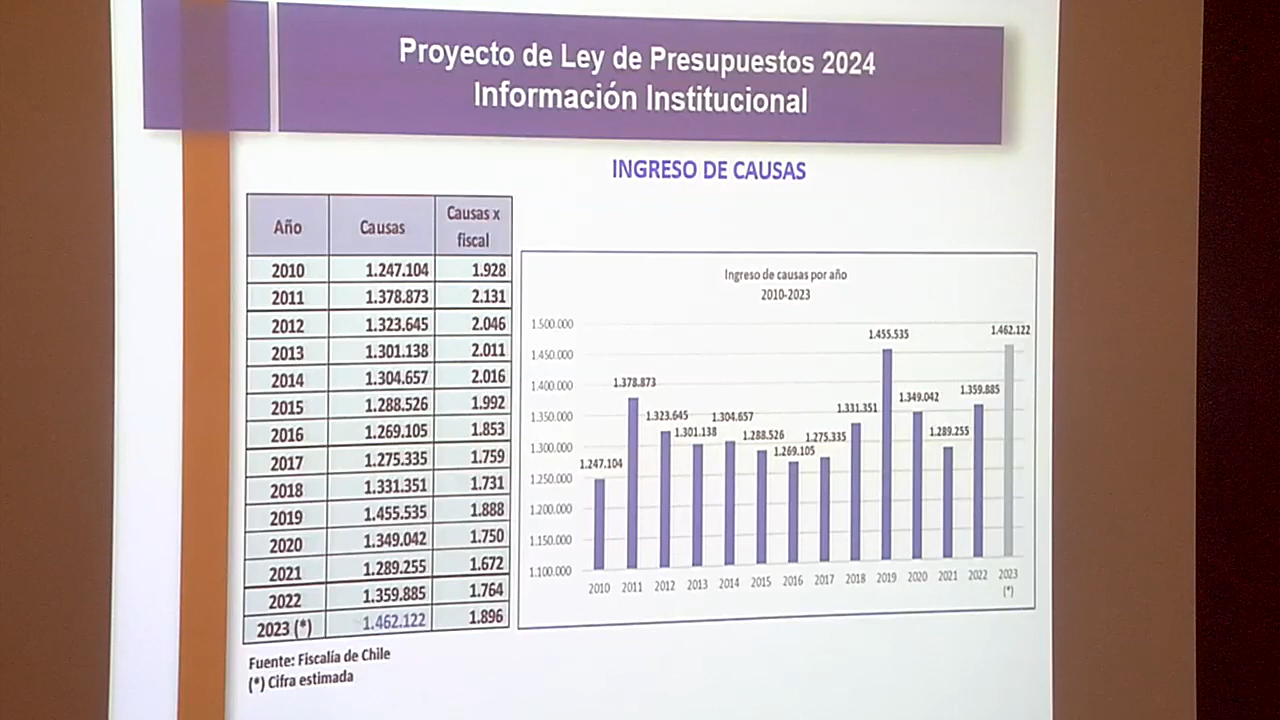 Proyecto de Ley de Presupuestos 2024
Información Institucional
INGRESO DE CAUSAS
Año Causas Causas x fiscal
2010 1.247.104 1.928
2011 1.378.873 2.131
2012 1.323.645 2.046
2013 1.301.138 2.011
2014 1.304.657 2.016
2015 1.288.526 1.992
2016 1.269.105 1.853
2017 1.275.335 1.759
2018 1.331.351 1.731
2019 1.455.535 1.888
2020 1.349.042 1.750
2021 1.289.255 1.672
2022 1.359.885 1.764
2023 (*) 1.462.122 1.896
Fuente: Fiscalía de Chile
(*) Cifra estimada
Ingreso de causas por año
2010-2023
1.500.000
1.450.000
1.400.000
1.350.000
1.300.000
1.250.000
1.200.000
1.150.000
1.100.000
1.247.104
1.378.873
1.323.645
1.301.138
1.304.657
1.288.526
1.269.105
1.275.335
1.331.351
1.455.535
1.349.042
1.289.255
1.359.885
1.462.122
2010 2011 2012 2013 2014 2015 2016 2017 2018 2019 2020 2021 2022 2023
(*)